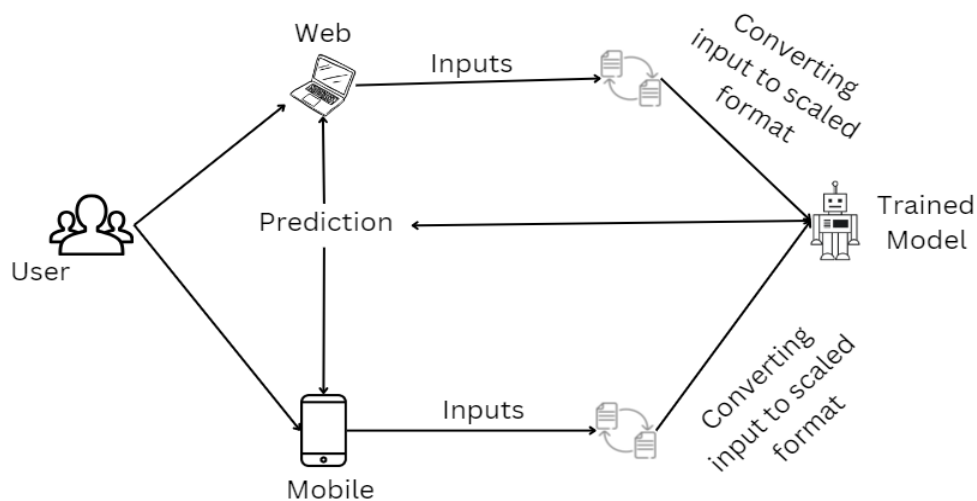 Web
Inputs
Converting
input to scaled
format
User
Prediction
Trained
Model
Mobile
Inputs
Converting
input to scaled
format